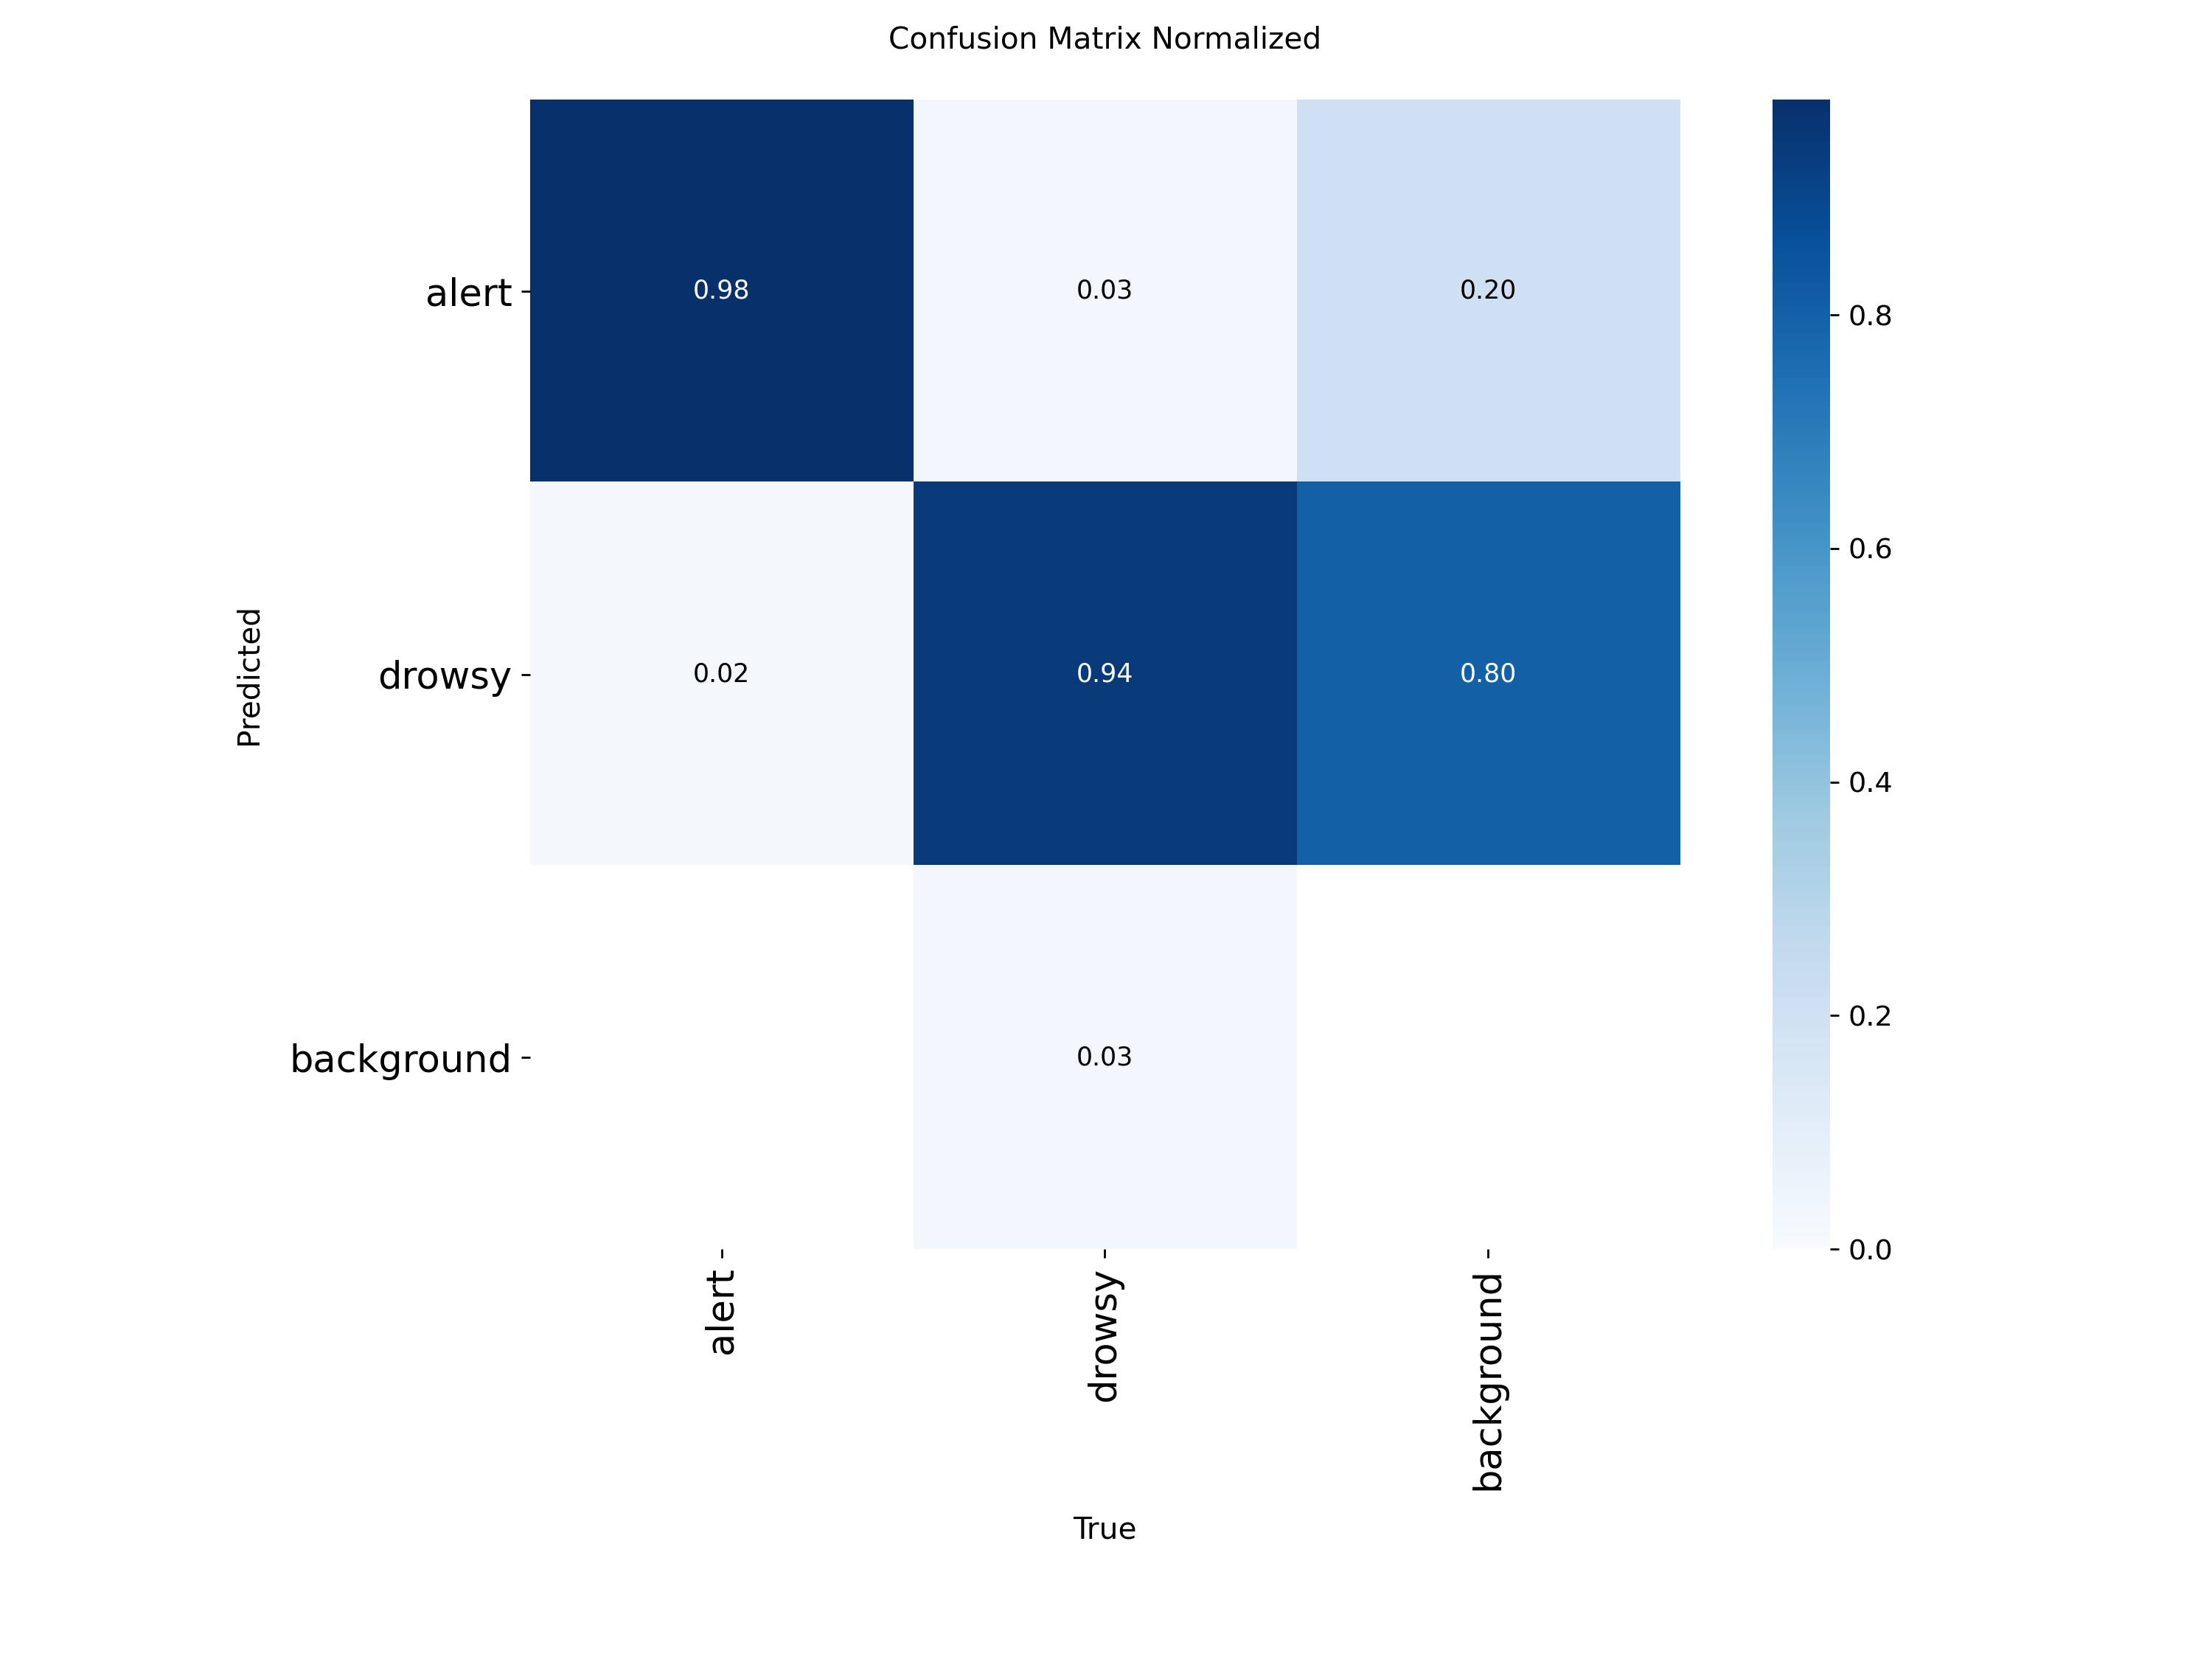 Confusion Matrix Normalized
alert
0.98
0.03
0.20
0.8
0.6
Predicted
drowsy
0.02
0.94
0.80
0.4
background
0.03
0.2
0.0
alert
drowsy
background
True